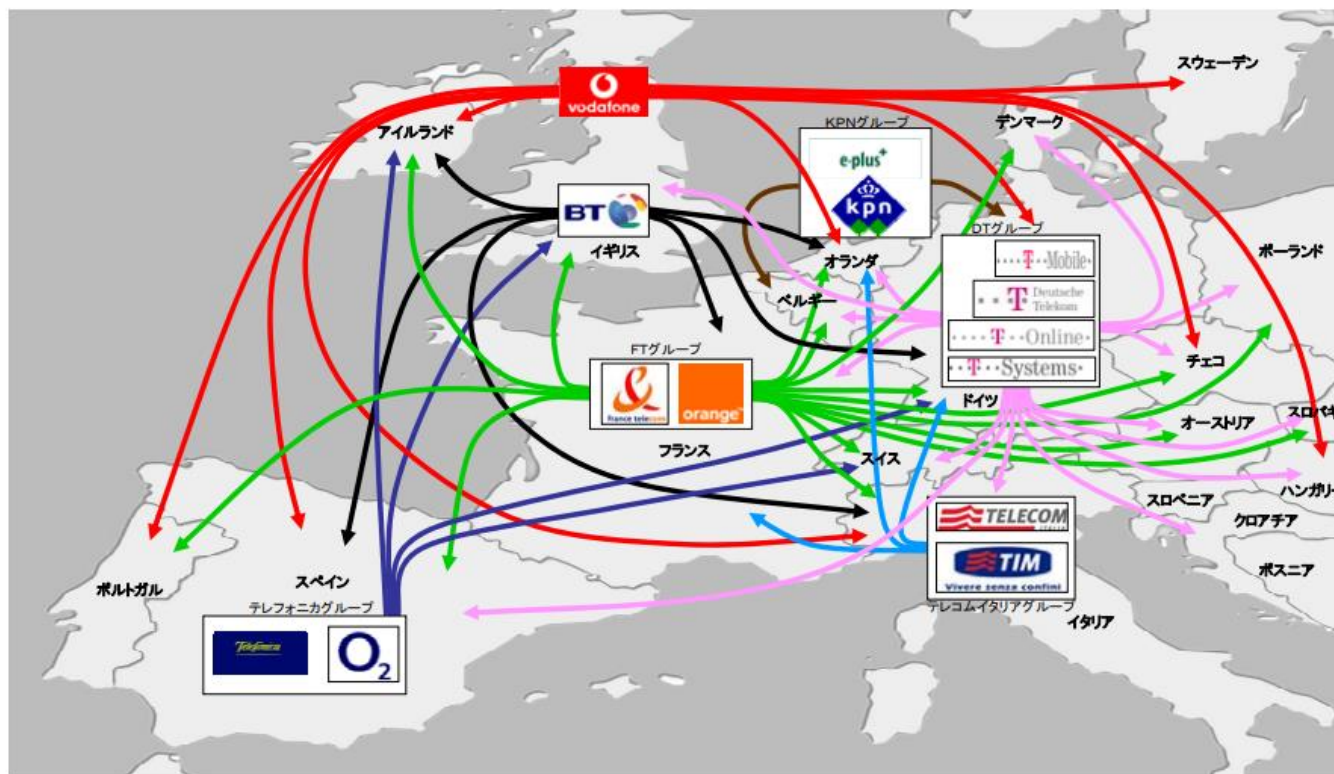 スウェーデン
vodafone
アイルランド
KPNグループ
デンマーク
e-plus+
kpn
BT
イギリス
DTグループ
オランダ
ポーランド
T Mobile
ベルギー
T Deutsche Telekom
T Online
FTグループ
T Systems
チェコ
france telecom
orange™
ドイツ
オーストリア
スロバキ
フランス
スイス
ハンガリー
スロベニア
TELECOM
ITALIA
クロアチア
TIM
Vivere senza confini
ボスニア
ポルトガル
スペイン
テレフォニカグループ
テレコムイタリアグループ
イタリア
Telefonica
O2